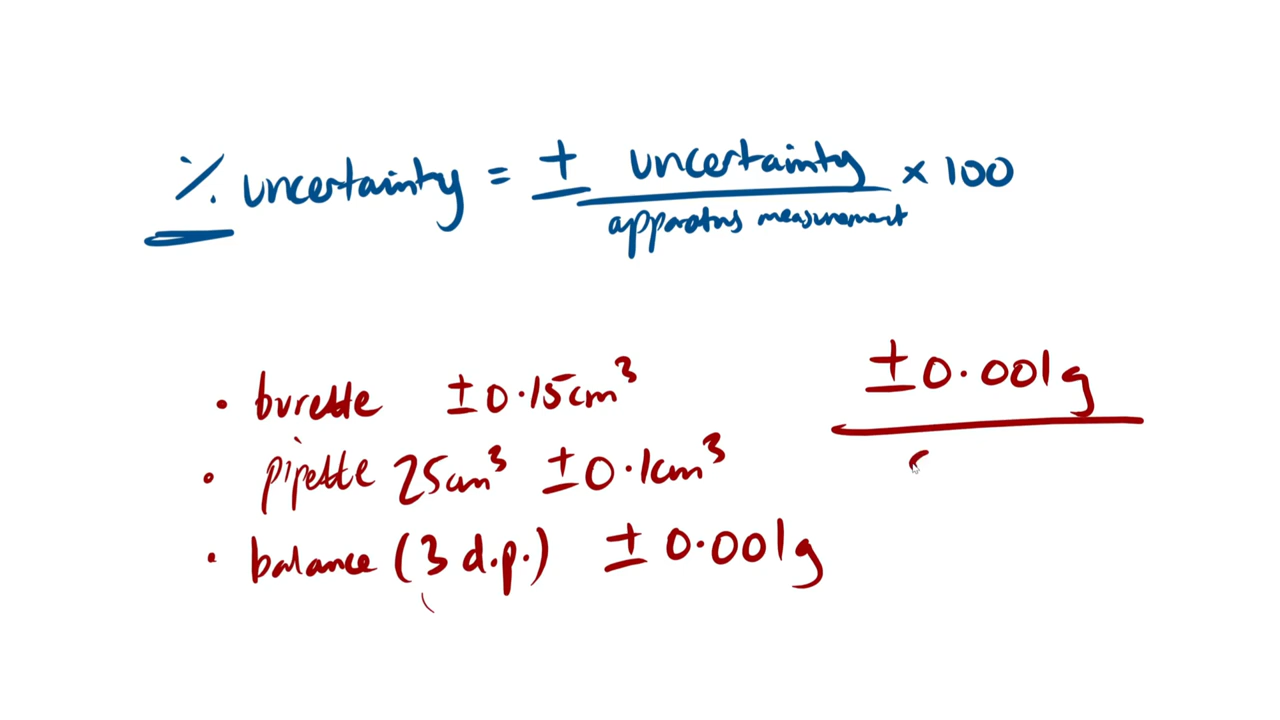 % uncertainty = ± uncertainty × 100
apparatus measurement
• burette ±0.15cm³
• pipette 25cm³ ±0.1cm³
• balance (3 d.p.) ±0.001g
±0.001g